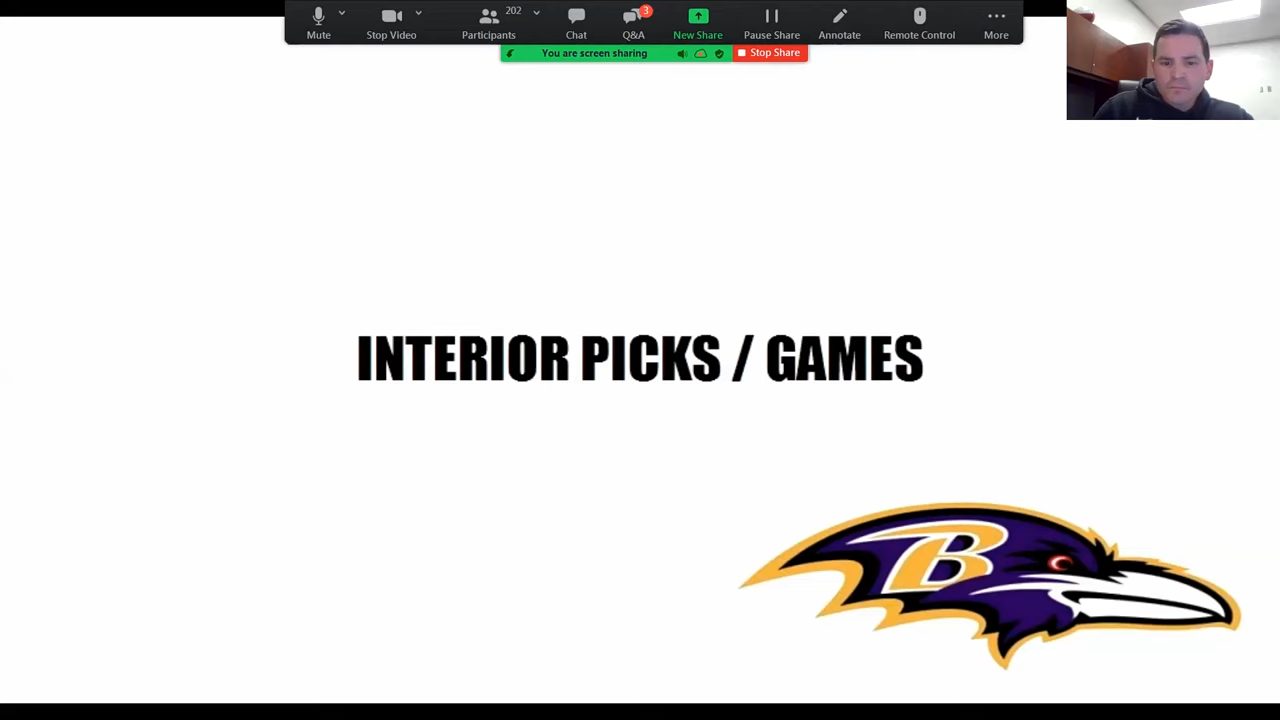 202
3
Mute
Stop Video
Participants
Chat
Q&A
New Share
Pause Share
Annotate
Remote Control
More
You are screen sharing
Stop Share
INTERIOR PICKS / GAMES
B